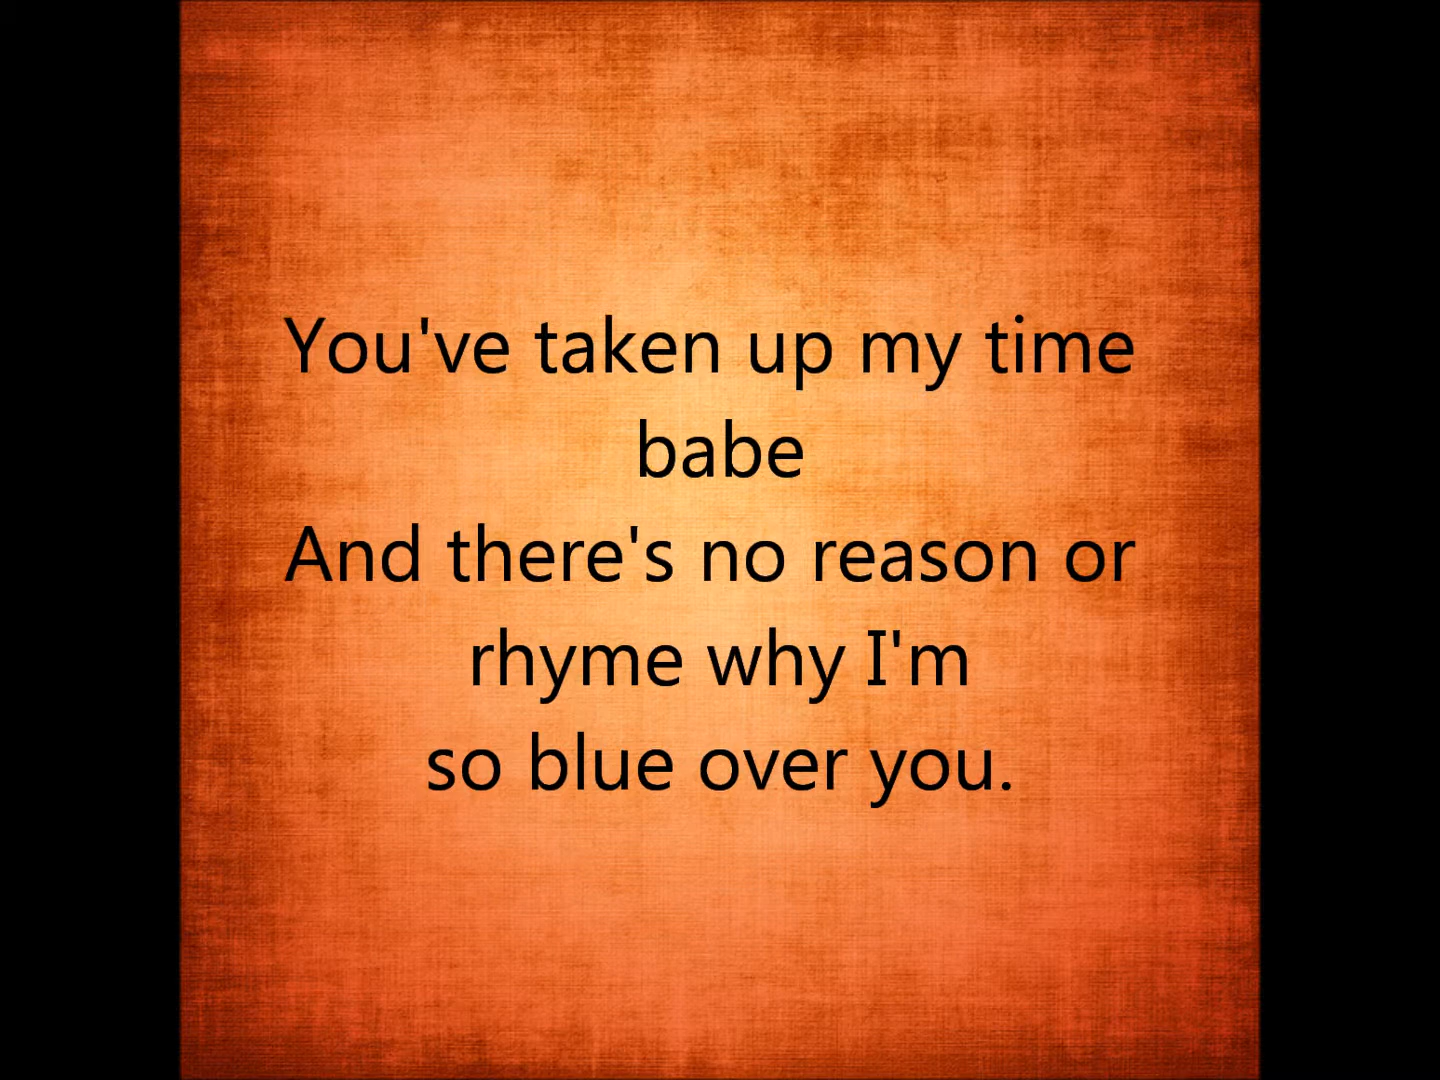 You've taken up my time
babe
And there's no reason or
rhyme why I'm
so blue over you.